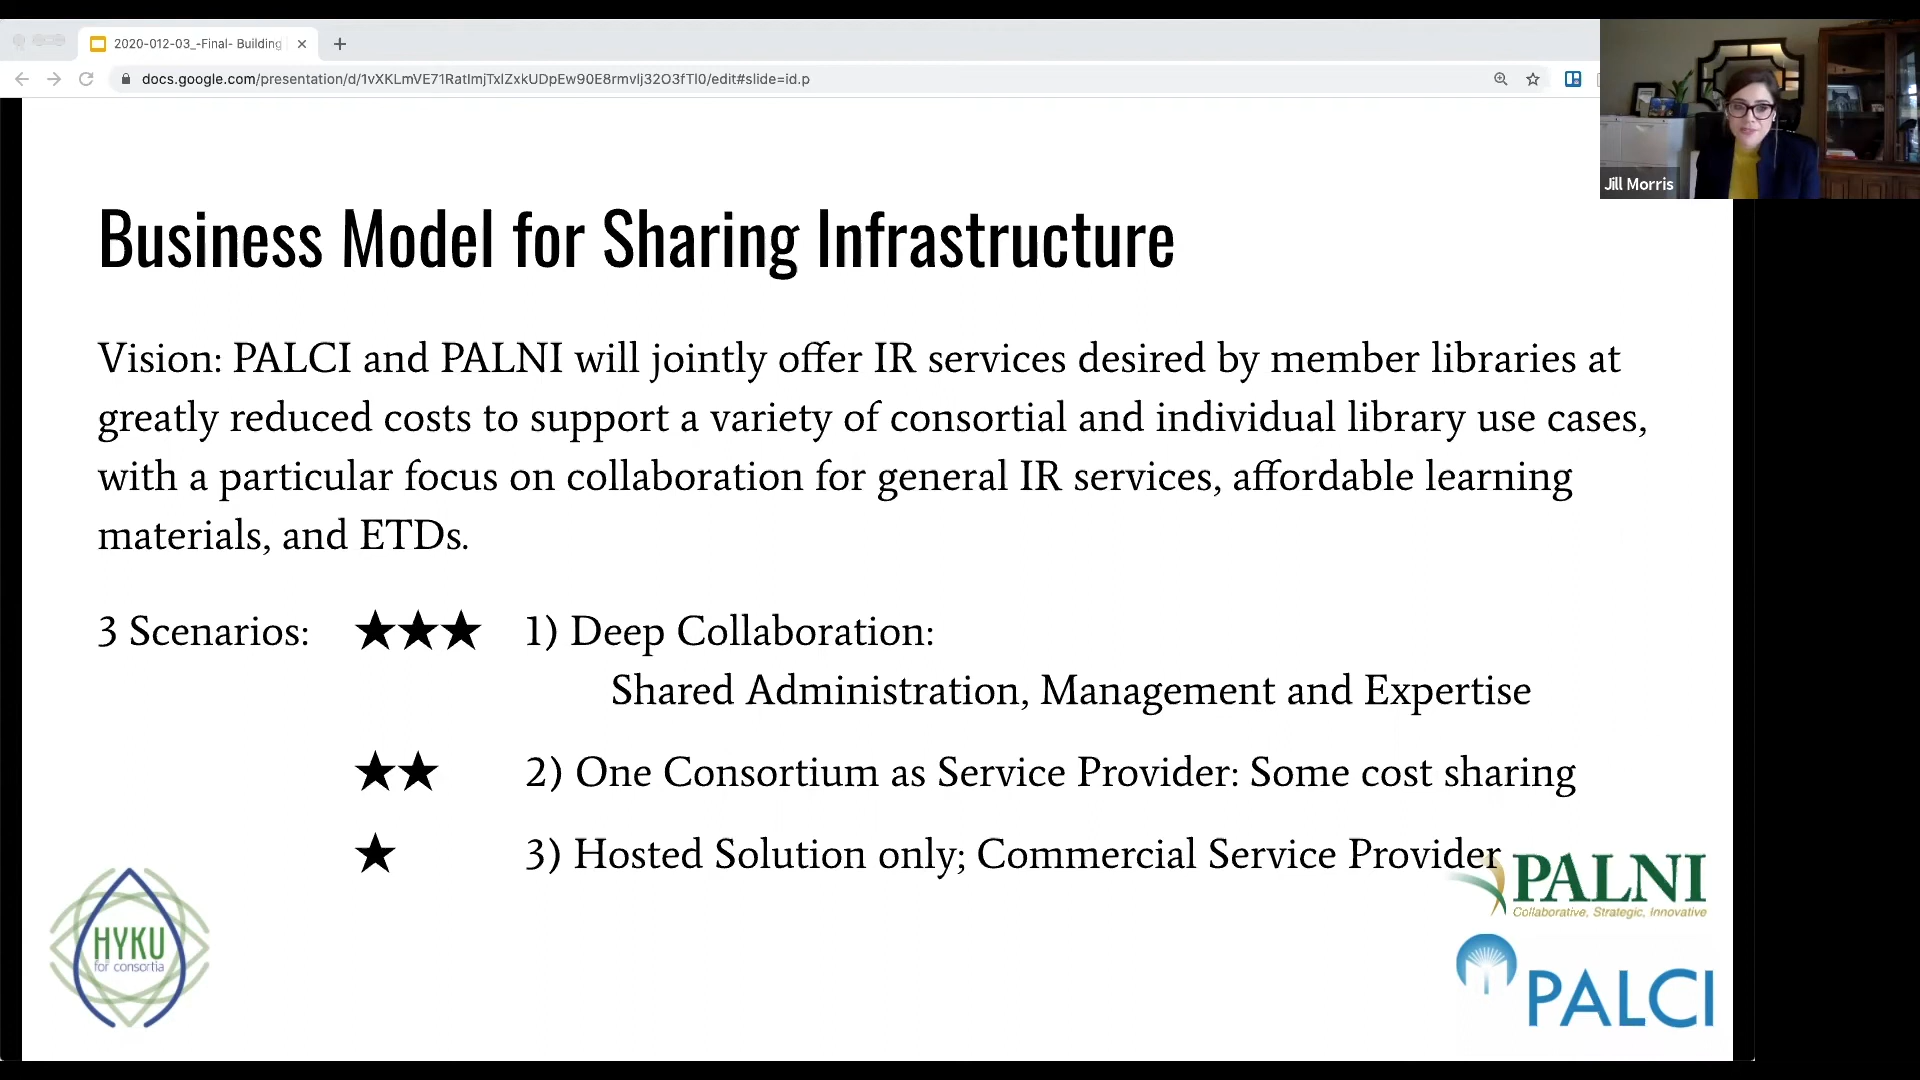 2020-012-03_-Final- Building
docs.google.com/presentation/d/1vXKLmVE71RatImjTxlZxkUDpEw90E8rmvlj32O3fTl0/edit#slide=id.p
Jill Morris
Business Model for Sharing Infrastructure
Vision: PALCI and PALNI will jointly offer IR services desired by member libraries at
greatly reduced costs to support a variety of consortial and individual library use cases,
with a particular focus on collaboration for general IR services, affordable learning
materials, and ETDs.
3 Scenarios: ★★★ 1) Deep Collaboration:
Shared Administration, Management and Expertise
★★ 2) One Consortium as Service Provider: Some cost sharing
★ 3) Hosted Solution only; Commercial Service Provider
HYKU
for consortia
PALNI
Collaborative, Strategic, Innovative
PALCI